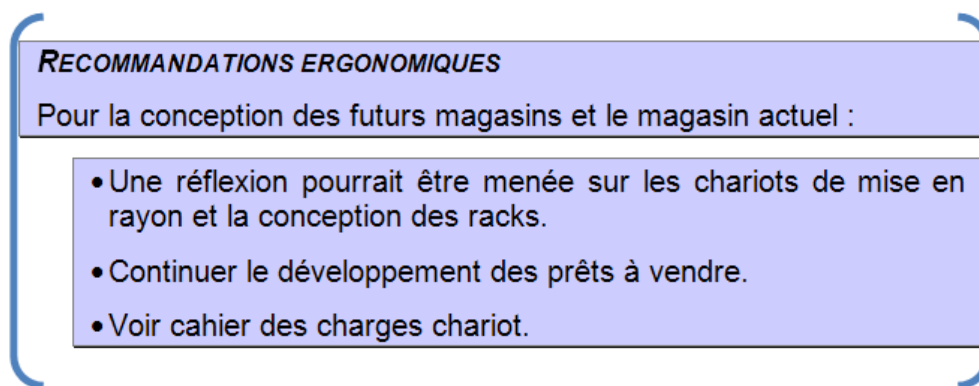 RECOMMANDATIONS ERGONOMIQUES
Pour la conception des futurs magasins et le magasin actuel :
• Une réflexion pourrait être menée sur les chariots de mise en
rayon et la conception des racks.
• Continuer le développement des prêts à vendre.
• Voir cahier des charges chariot.